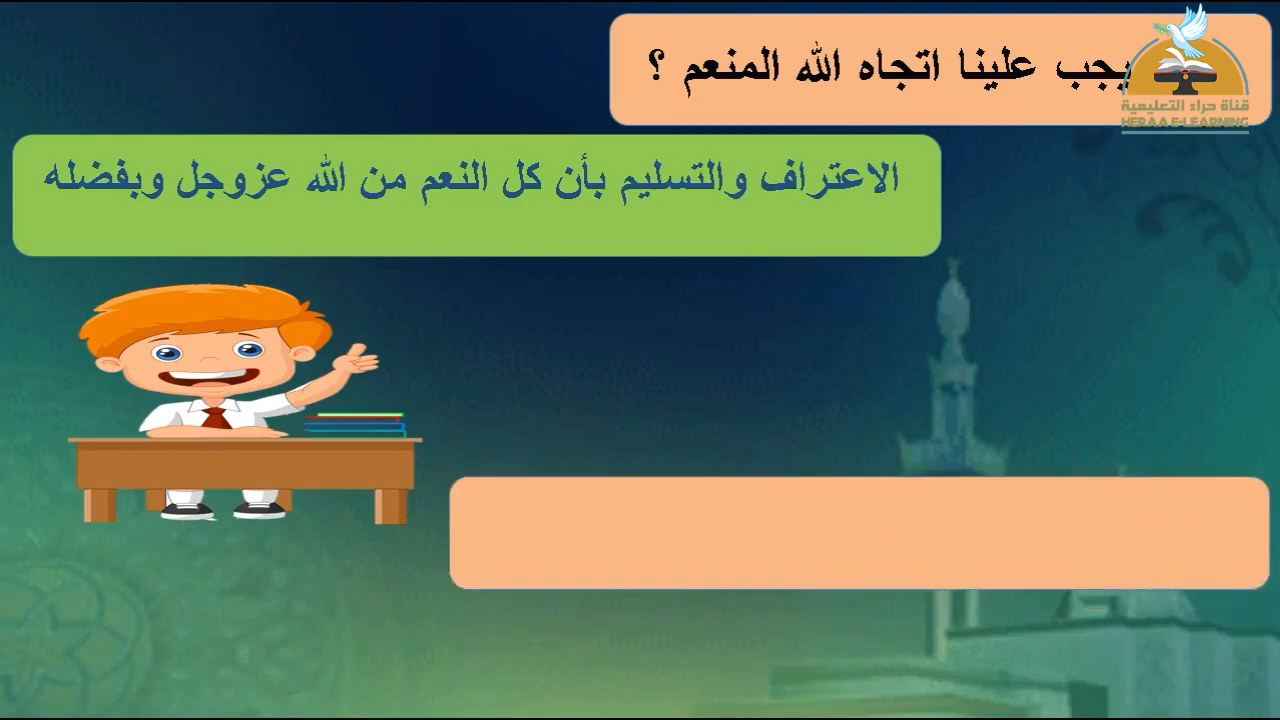 يجب علينا اتجاه الله المنعم ؟
قناة حراء التعليمية
HERAA E-LEARNING
الاعتراف والتسليم بأن كل النعم من الله عزوجل وبفضله